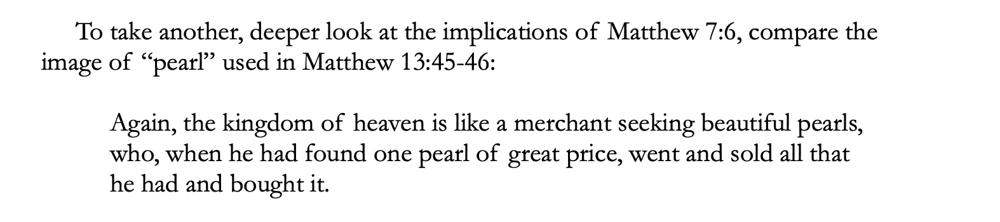 To take another, deeper look at the implications of Matthew 7:6, compare the
image of “pearl” used in Matthew 13:45-46:
Again, the kingdom of heaven is like a merchant seeking beautiful pearls,
who, when he had found one pearl of great price, went and sold all that
he had and bought it.